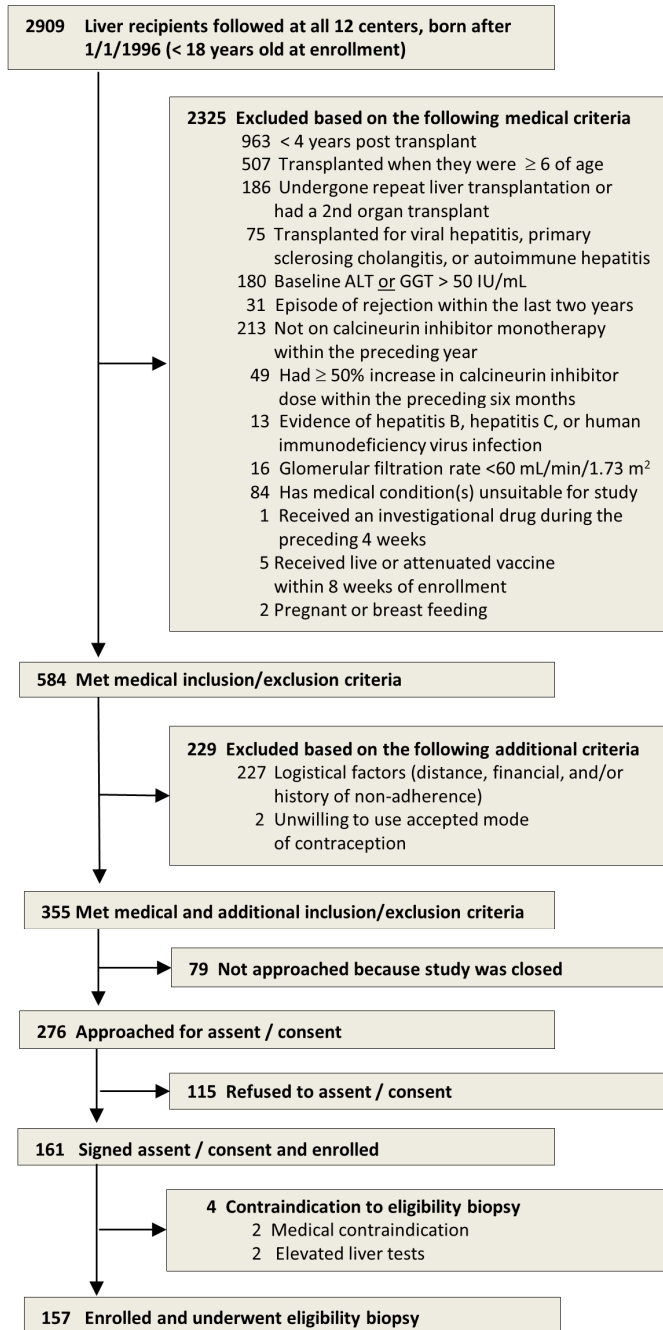 2909 Liver recipients followed at all 12 centers, born after
1/1/1996 (< 18 years old at enrollment)
2325 Excluded based on the following medical criteria
963 < 4 years post transplant
507 Transplanted when they were ≥ 6 of age
186 Undergone repeat liver transplantation or
had a 2nd organ transplant
75 Transplanted for viral hepatitis, primary
sclerosing cholangitis, or autoimmune hepatitis
180 Baseline ALT or GGT > 50 IU/mL
31 Episode of rejection within the last two years
213 Not on calcineurin inhibitor monotherapy
within the preceding year
49 Had ≥ 50% increase in calcineurin inhibitor
dose within the preceding six months
13 Evidence of hepatitis B, hepatitis C, or human
immunodeficiency virus infection
16 Glomerular filtration rate <60 mL/min/1.73 m²
84 Has medical condition(s) unsuitable for study
1 Received an investigational drug during the
preceding 4 weeks
5 Received live or attenuated vaccine
within 8 weeks of enrollment
2 Pregnant or breast feeding
584 Met medical inclusion/exclusion criteria
229 Excluded based on the following additional criteria
227 Logistical factors (distance, financial, and/or
history of non-adherence)
2 Unwilling to use accepted mode
of contraception
355 Met medical and additional inclusion/exclusion criteria
79 Not approached because study was closed
276 Approached for assent / consent
115 Refused to assent / consent
161 Signed assent / consent and enrolled
4 Contraindication to eligibility biopsy
2 Medical contraindication
2 Elevated liver tests
157 Enrolled and underwent eligibility biopsy